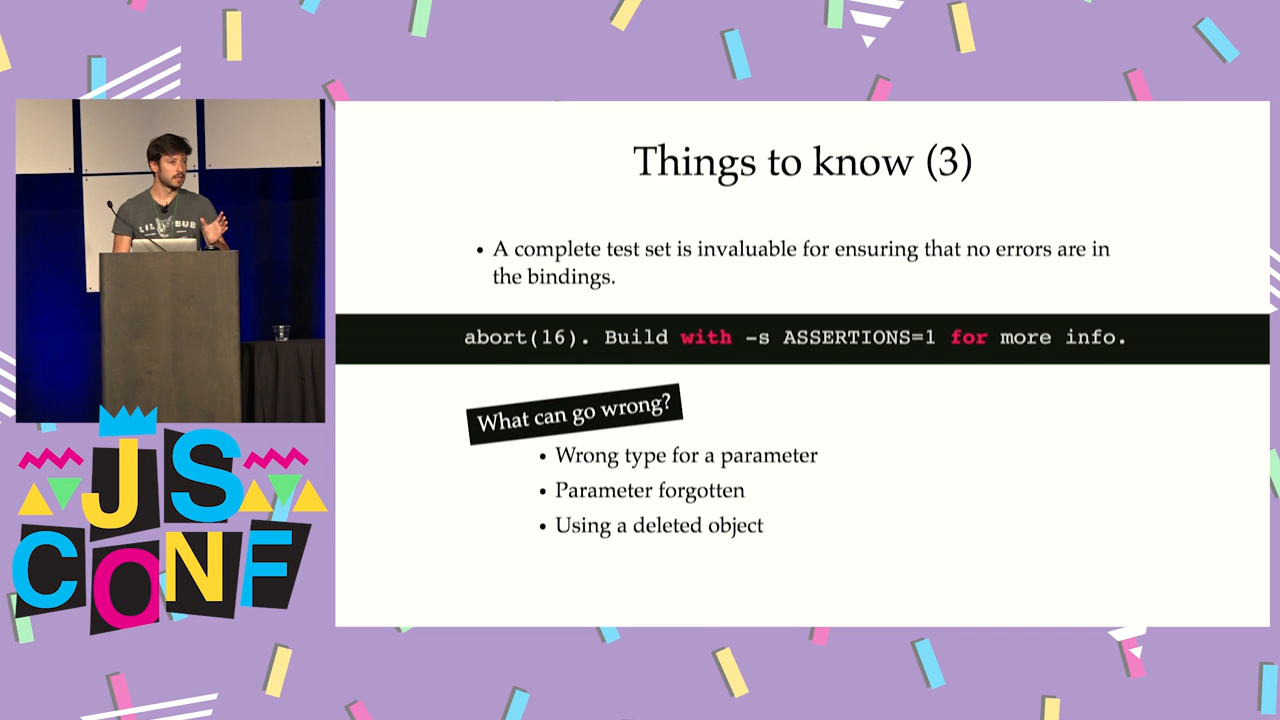 Things to know (3)
• A complete test set is invaluable for ensuring that no errors are in
the bindings.
abort(16). Build with -s ASSERTIONS=1 for more info.
What can go wrong?
• Wrong type for a parameter
• Parameter forgotten
• Using a deleted object
LIL BUB
JS
CONF